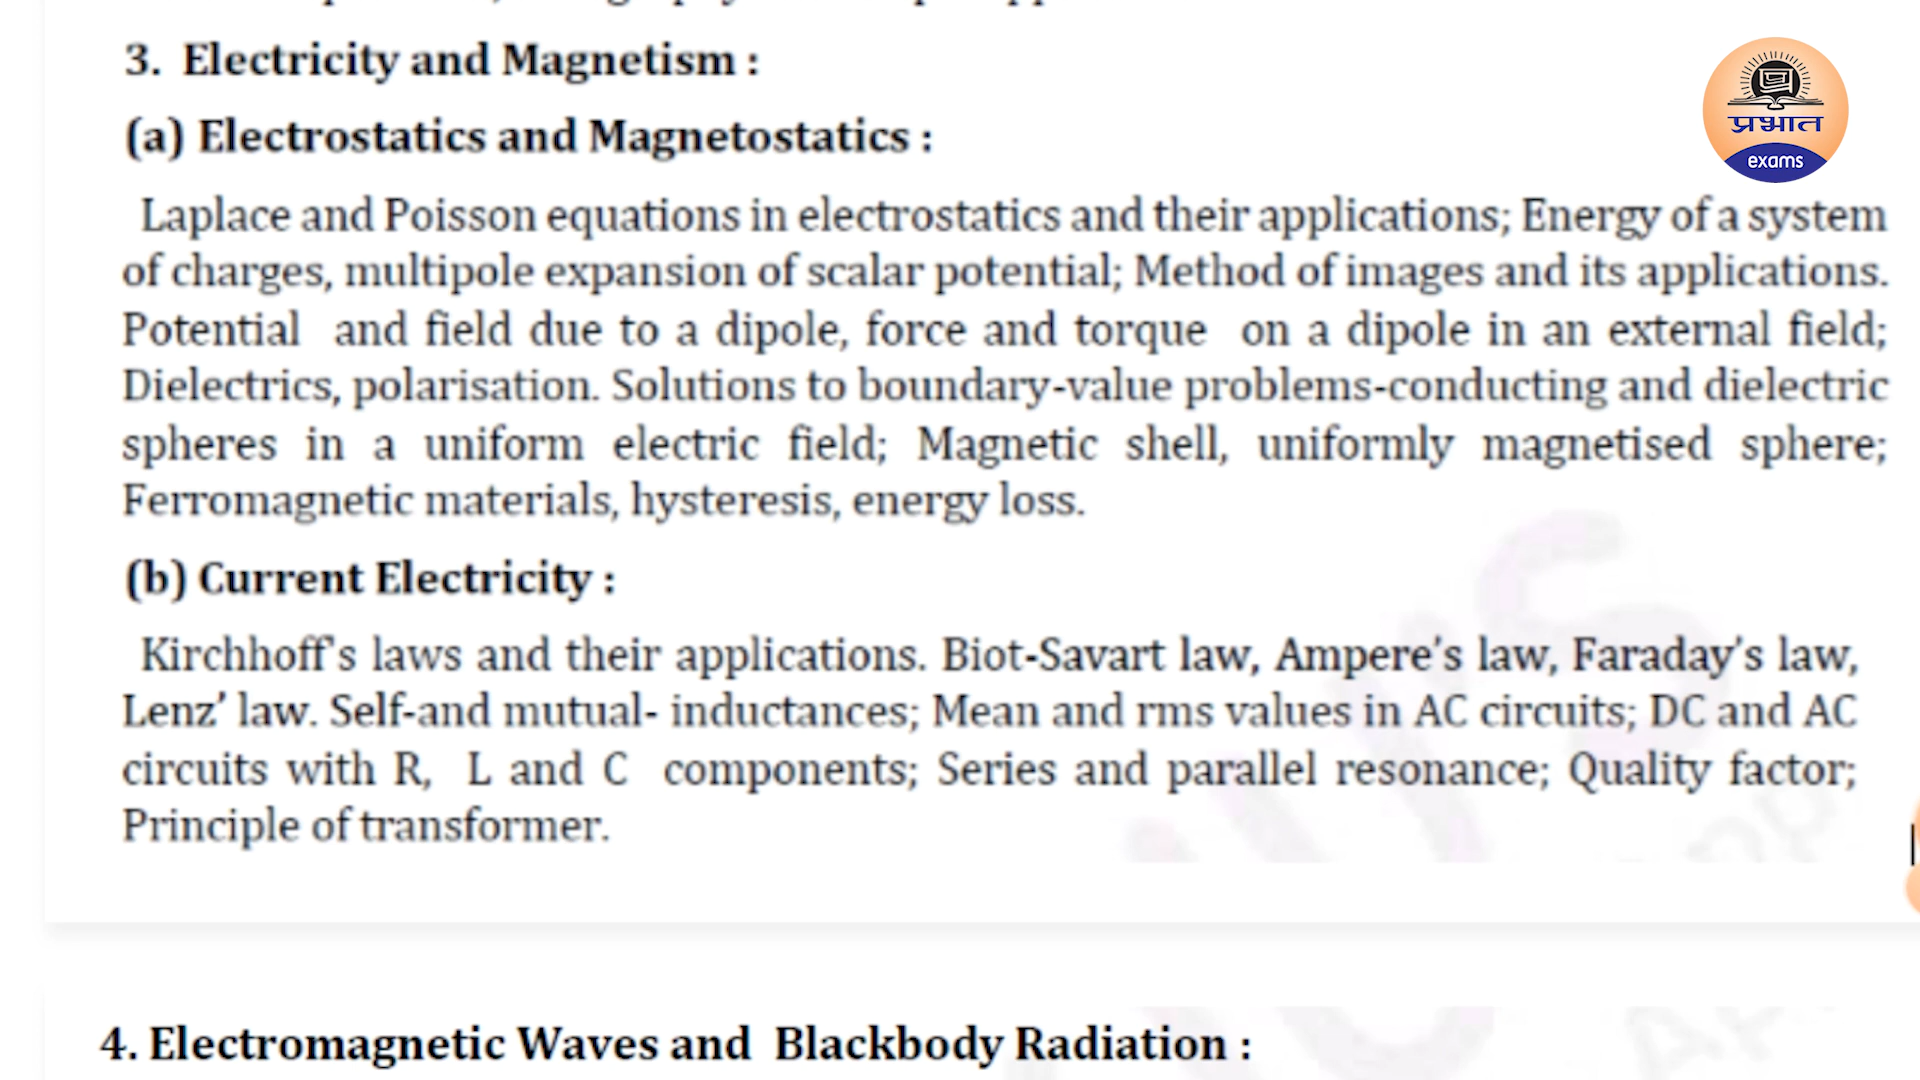 3. Electricity and Magnetism :
(a) Electrostatics and Magnetostatics :
Laplace and Poisson equations in electrostatics and their applications; Energy of a system
of charges, multipole expansion of scalar potential; Method of images and its applications.
Potential and field due to a dipole, force and torque on a dipole in an external field;
Dielectrics, polarisation. Solutions to boundary-value problems-conducting and dielectric
spheres in a uniform electric field; Magnetic shell, uniformly magnetised sphere;
Ferromagnetic materials, hysteresis, energy loss.
(b) Current Electricity :
Kirchhoff's laws and their applications. Biot-Savart law, Ampere's law, Faraday's law,
Lenz' law. Self-and mutual- inductances; Mean and rms values in AC circuits; DC and AC
circuits with R, L and C components; Series and parallel resonance; Quality factor;
Principle of transformer.
4. Electromagnetic Waves and Blackbody Radiation :
प्रभात
exams